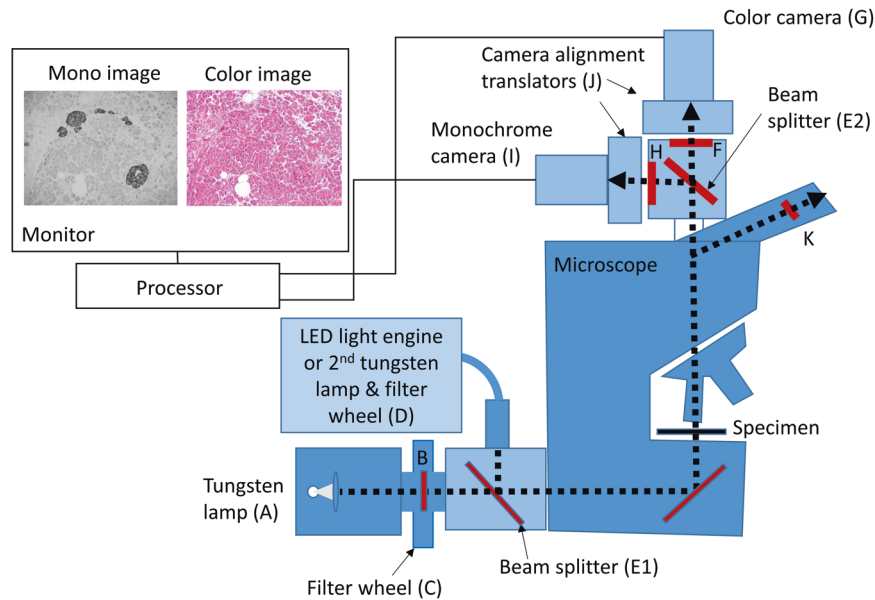 Color camera (G)
Camera alignment
translators (J)
Mono image
Color image
Beam
splitter (E2)
Monochrome
camera (I)
H
F
Monitor
K
Microscope
Processor
LED light engine
or 2nd tungsten
lamp & filter
wheel (D)
Specimen
B
Tungsten
lamp (A)
Beam splitter (E1)
Filter wheel (C)